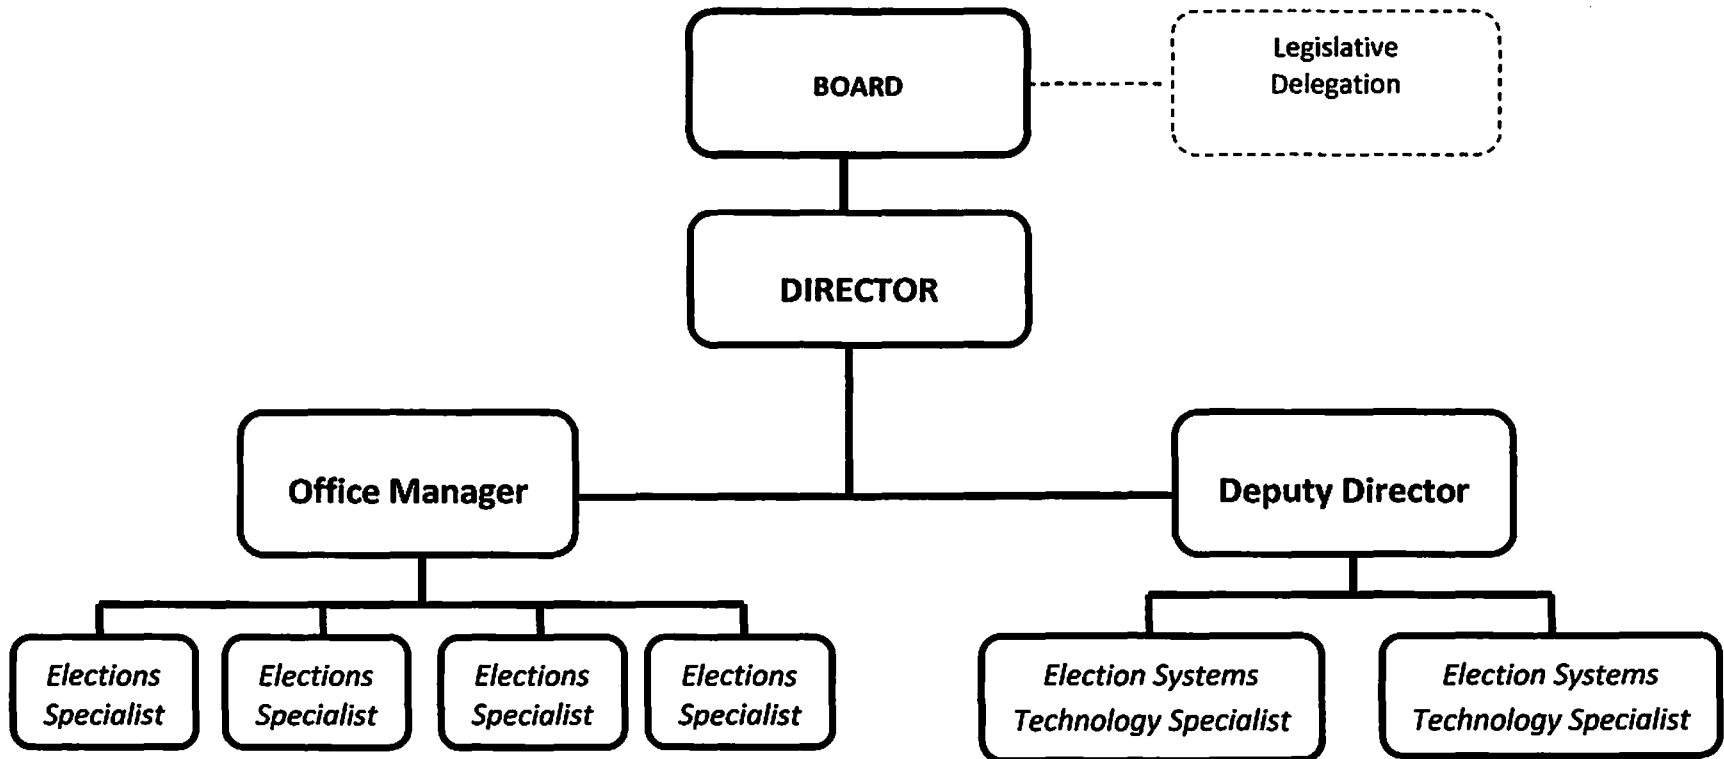 BOARD
Legislative
Delegation
DIRECTOR
Office Manager
Deputy Director
Elections
Specialist
Elections
Specialist
Elections
Specialist
Elections
Specialist
Election Systems
Technology Specialist
Election Systems
Technology Specialist